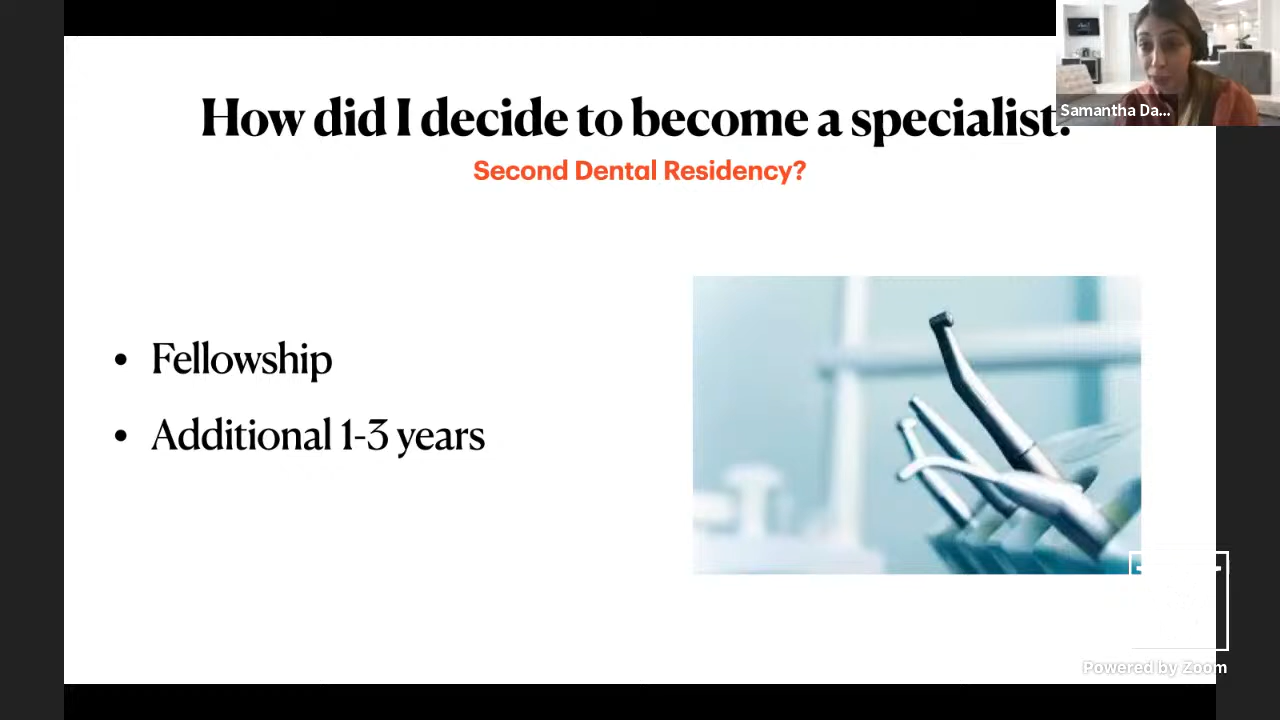 How did I decide to become a specialist?
Samantha Da...
Second Dental Residency?
• Fellowship
• Additional 1-3 years
Powered by Zoom